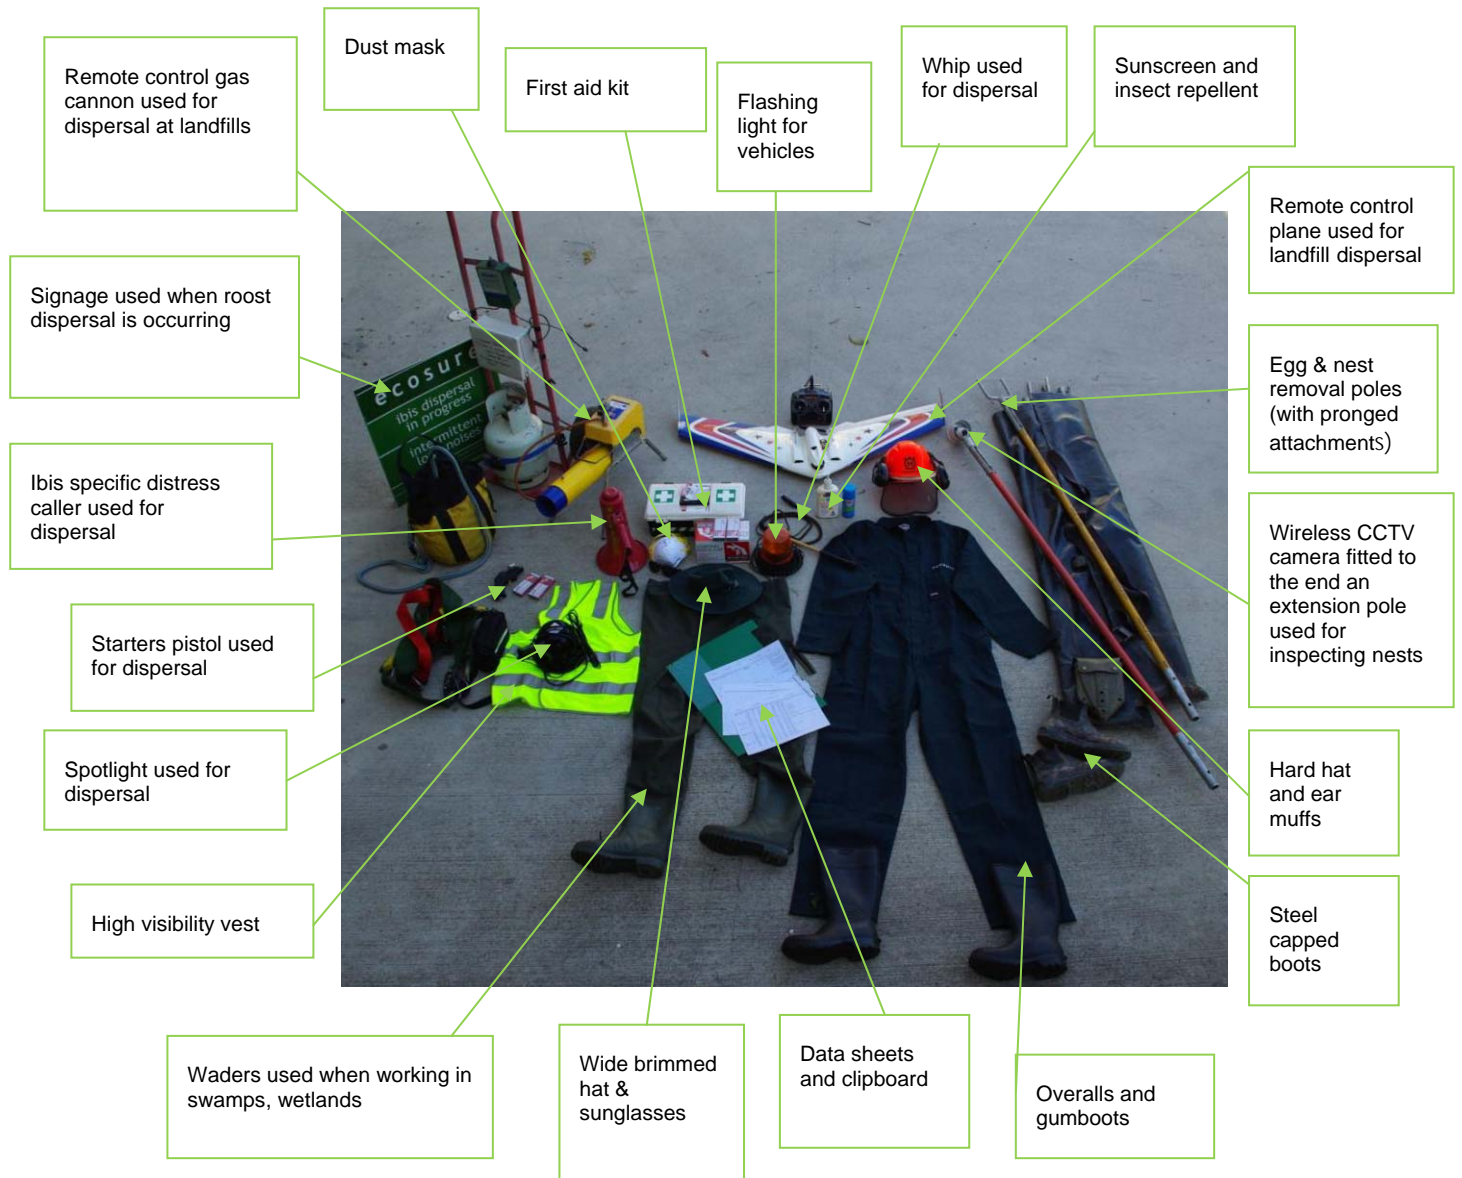 Dust mask
First aid kit
Whip used
for dispersal
Sunscreen and
insect repellent
Remote control gas
cannon used for
dispersal at landfills
Flashing
light for
vehicles
Remote control
plane used for
landfill dispersal
Signage used when roost
dispersal is occurring
ecosure
ibis dispersal
in progress
intermittent
Egg & nest
removal poles
(with pronged
attachments)
Ibis specific distress
caller used for
dispersal
Wireless CCTV
camera fitted to
the end an
extension pole
used for
inspecting nests
Starters pistol used
for dispersal
Spotlight used for
dispersal
Hard hat
and ear
muffs
High visibility vest
Steel
capped
boots
Waders used when working in
swamps, wetlands
Wide brimmed
hat &
sunglasses
Data sheets
and clipboard
Overalls and
gumboots